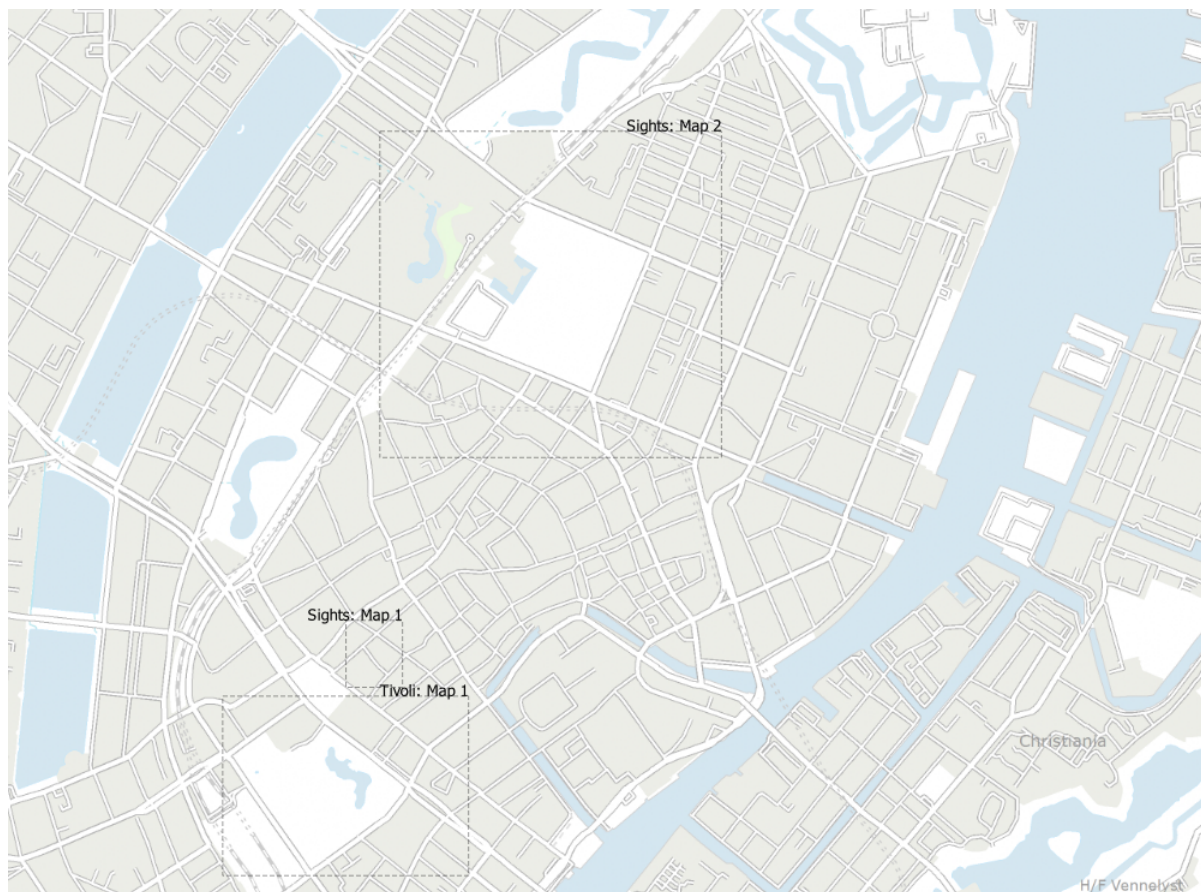 Sights: Map 2
Sights: Map 1
Tivoli: Map 1
Christiania
H/F Vennelyst